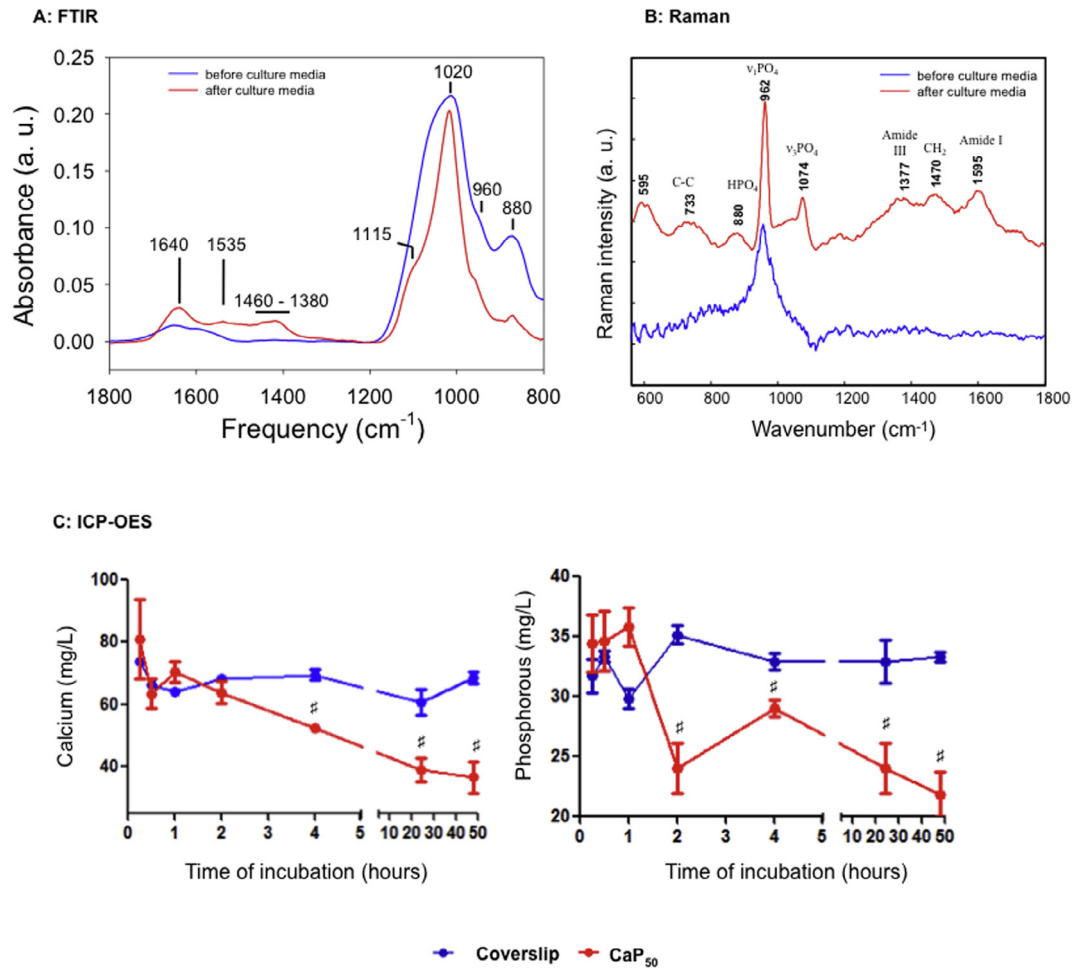 A: FTIR
B: Raman
0.25
0.20
0.15
0.10
0.05
0.00
Absorbance (a. u.)
before culture media
after culture media
1020
960
880
1115
1640
1535
1460 - 1380
1800
1600
1400
1200
1000
800
Frequency (cm-1)
Raman intensity (a. u.)
before culture media
after culture media
595
C-C
733
HPO4
880
ν1PO4
962
ν3PO4
1074
Amide
III
1377
CH2
1470
Amide I
1595
600
800
1000
1200
1400
1600
1800
Wavenumber (cm-1)
C: ICP-OES
Calcium (mg/L)
100
80
60
40
♯
♯
♯
0
1
2
3
4
5
10
20
30
40
50
Time of incubation (hours)
Phosphorous (mg/L)
40
35
30
25
20
♯
♯
♯
♯
0
1
2
3
4
5
10
20
30
40
50
Time of incubation (hours)
Coverslip
CaP50